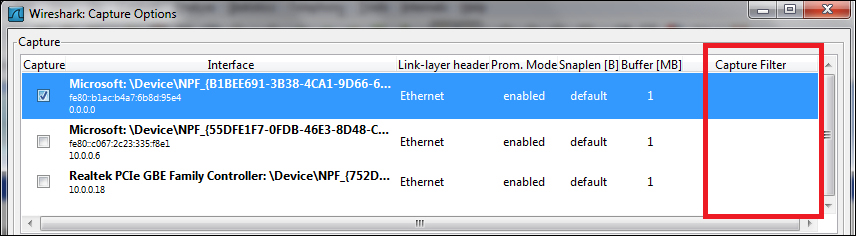 Wireshark: Capture Options
Capture
Capture Interface Link-layer header Prom. Mode Snaplen [B] Buffer [MB] Capture Filter
Microsoft: \Device\NPF_{B1BEE691-3B38-4CA1-9D66-6... Ethernet enabled default 1
fe80::b1ac:b4a7:6b8d:95e4
0.0.0.0
Microsoft: \Device\NPF_{55DFE1F7-0FDB-46E3-8D48-C... Ethernet enabled default 1
fe80::c067:2c23:335:f8e1
10.0.0.6
Realtek PCIe GBE Family Controller: \Device\NPF_{752D... Ethernet enabled default 1
10.0.0.18